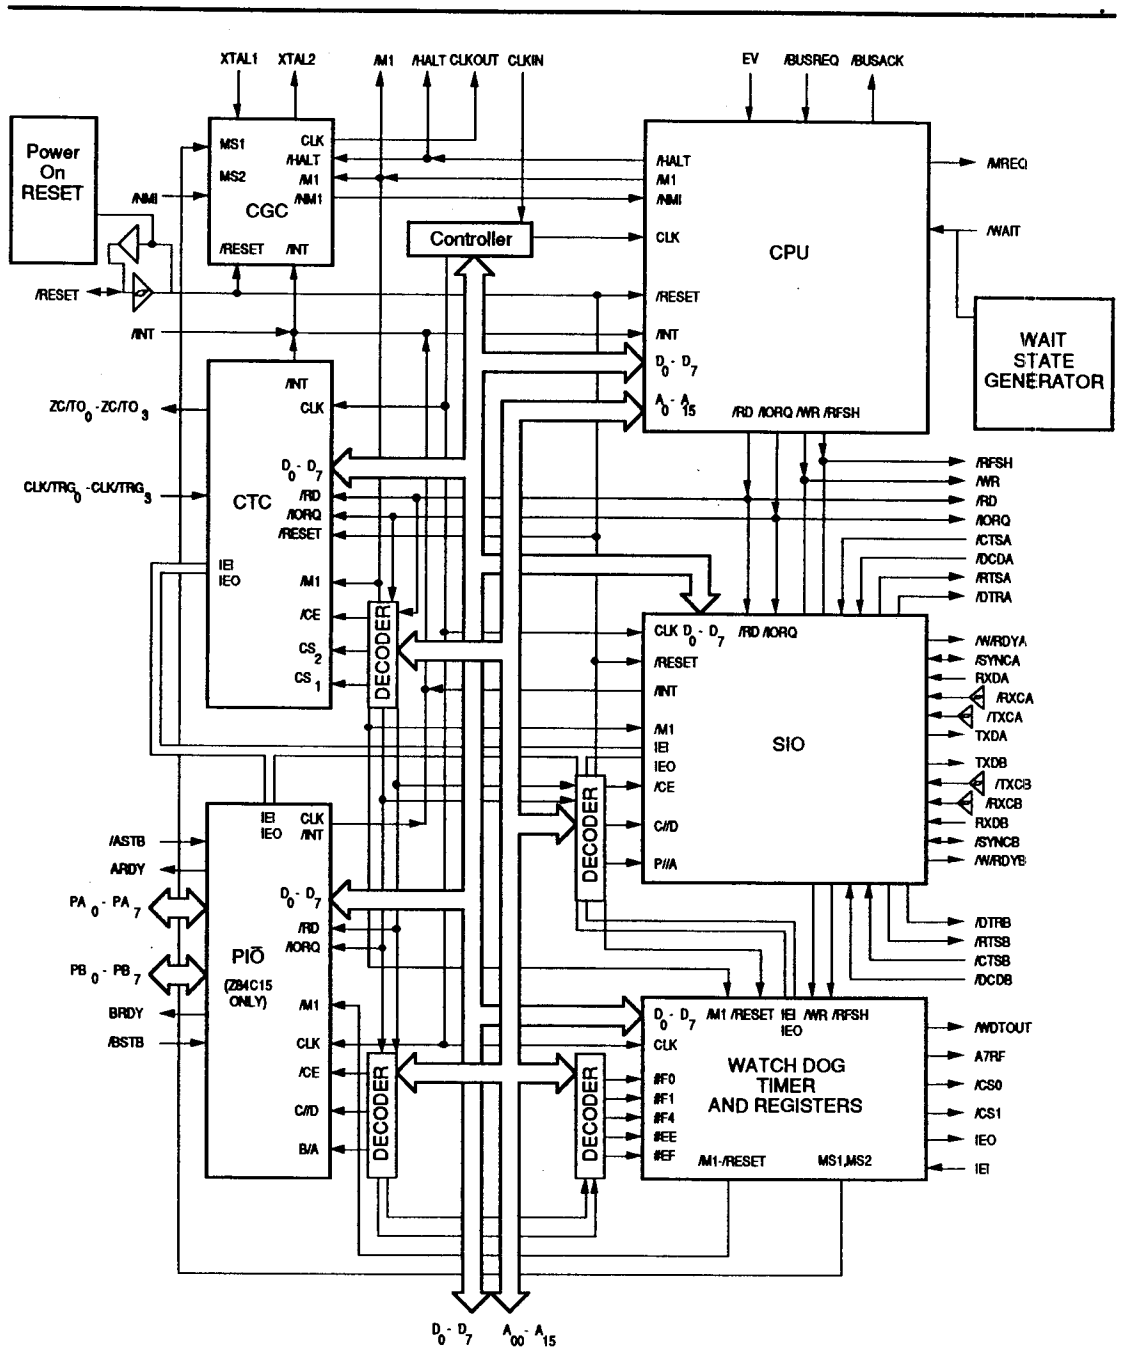 XTAL1 XTAL2 /M1 /HALT CLKOUT CLKIN EV /BUSREQ /BUSACK
Power
On
RESET
MS1
MS2
CLK
/HALT
/M1
/NM1
CGC
/RESET /INT
/NMI
/RESET
/INT
Controller
/HALT
/M1
/NMI
CLK
CPU
/RESET
/INT
D0 - D7
A0 - A15
/RD /IORQ /WR /RFSH
/MREQ
/WAIT
WAIT
STATE
GENERATOR
ZC/TO0 -ZC/TO3
CLK/TRG0 -CLK/TRG3
/INT
CLK
D0 - D7
CTC
/RD
/IORQ
/RESET
IEI
IEO
/M1
/CE
CS2
CS1
DECODER
/RFSH
/WR
/RD
/IORQ
/CTSA
/DCDA
/RTSA
/DTRA
CLK D0 - D7 /RD /IORQ
/RESET
/INT
/M1
IEI
IEO
/CE
C//D
P//A
SIO
DECODER
/W/RDYA
/SYNCA
RXDA
/RXCA
/TXCA
TXDA
TXDB
/TXCB
/RXCB
RXDB
/SYNCB
/W/RDYB
/DTRB
/RTSB
/CTSB
/DCDB
IEI
IEO
CLK
/INT
/ASTB
ARDY
PA0 - PA7
PB0 - PB7
BRDY
/BSTB
D0 - D7
/RD
/IORQ
PIO
(Z84C15
ONLY)
/M1
CLK
/CE
C//D
B/A
DECODER
DECODER
D0 - D7 /M1 /RESET IEI /WR /RFSH
IEO
CLK
WATCH DOG
TIMER
AND REGISTERS
#F0
#F1
#F4
#EE
#EF
/M1-/RESET MS1,MS2
/WDTOUT
A7RF
/CS0
/CS1
IEO
IEI
D0 - D7 A00 - A15